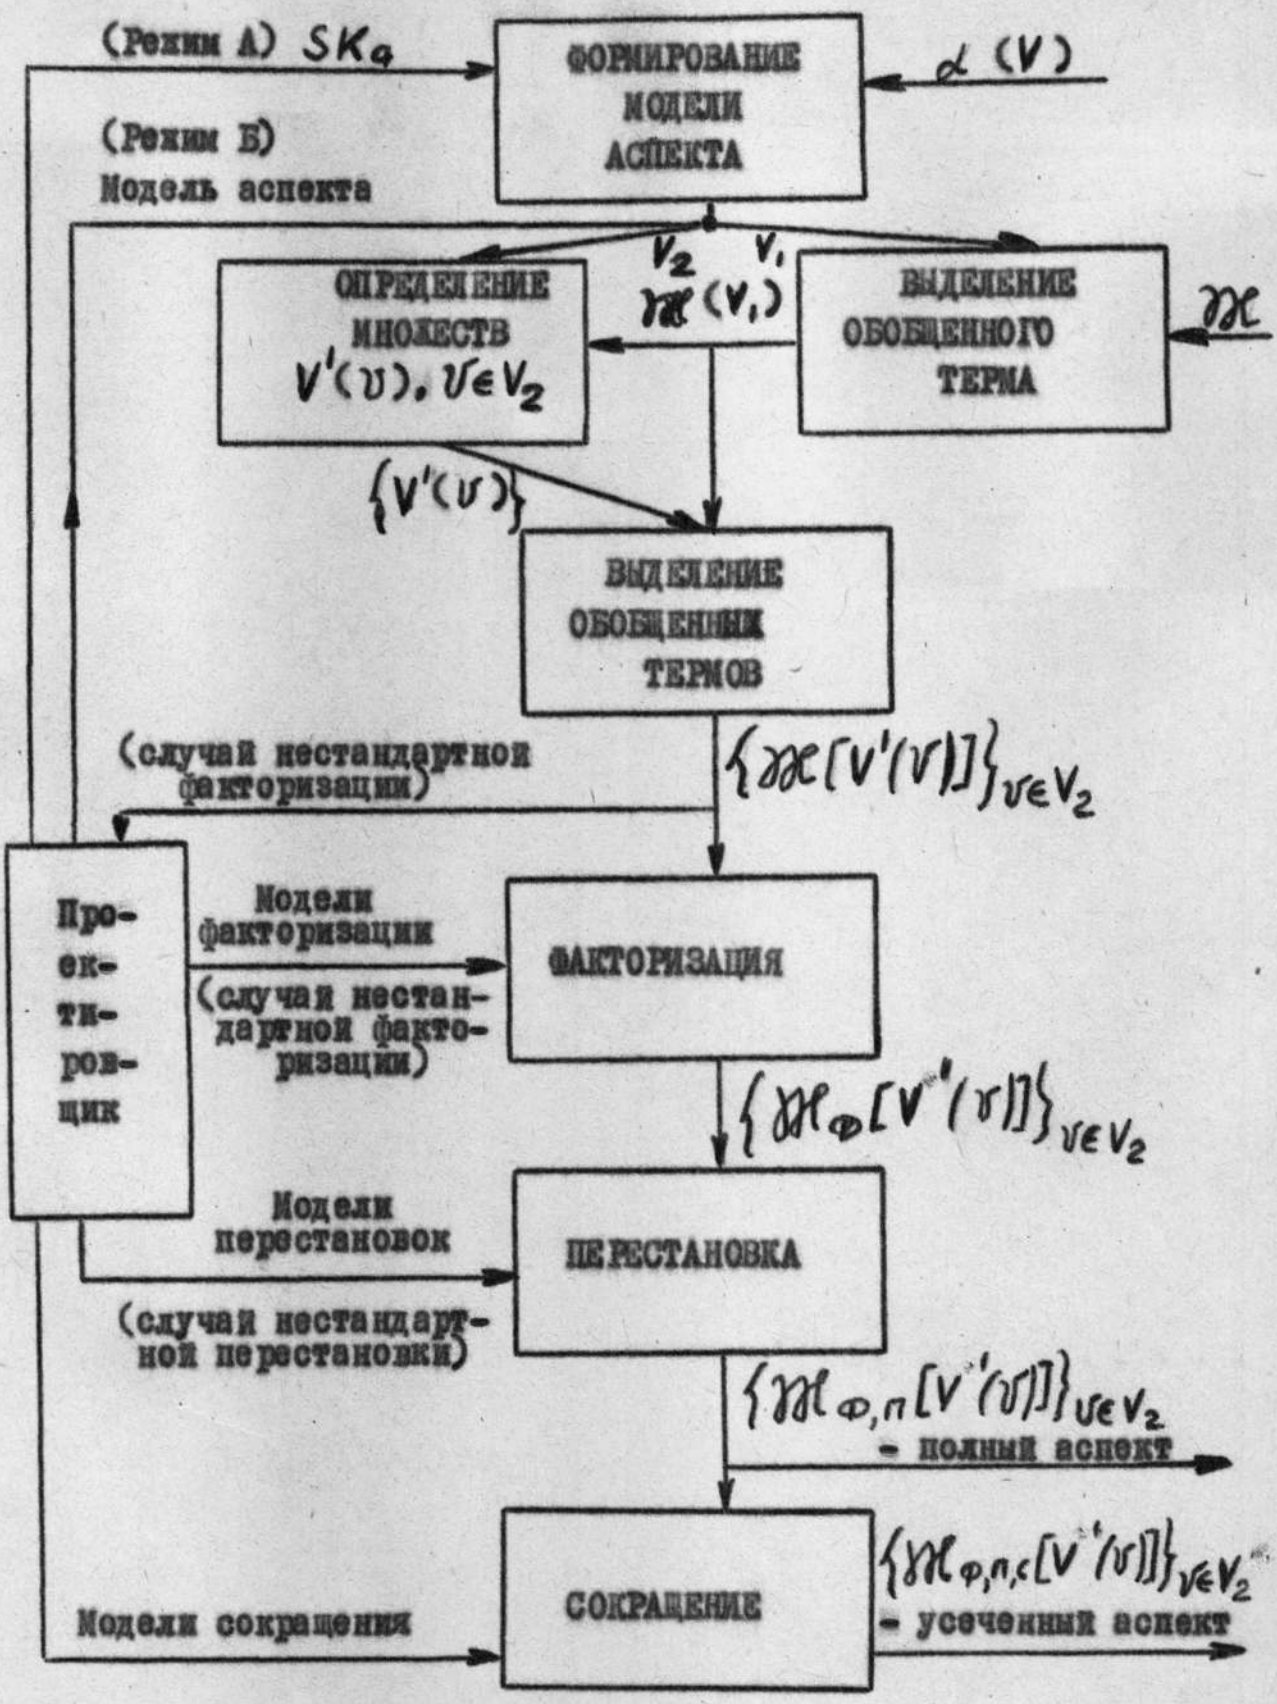 (Режим А) SKa
ФОРМИРОВАНИЕ
МОДЕЛИ
АСПЕКТА
α (V)
(Режим Б)
Модель аспекта
V₂
V₁
ОПРЕДЕЛЕНИЕ
МНОЖЕСТВ
V'(v), v∈V₂
ℋ(V₁)
ВЫДЕЛЕНИЕ
ОБОБЩЕННОГО
ТЕРМА
ℋ
{V'(v)}
ВЫДЕЛЕНИЕ
ОБОБЩЕННЫХ
ТЕРМОВ
{ℋ[V'(v)]}v∈V₂
(случай нестандартной
факторизации)
Про-
ек-
ти-
ров-
щик
Модели
факторизации
(случай нестан-
дартной факто-
ризации)
ФАКТОРИЗАЦИЯ
{ℋФ[V'(v)]}v∈V₂
Модели
перестановок
(случай нестандарт-
ной перестановки)
ПЕРЕСТАНОВКА
{ℋФ,п[V'(v)]}v∈V₂
- полный аспект
Модели сокращения
СОКРАЩЕНИЕ
{ℋФ,п,с[V'(v)]}v∈V₂
- усеченный аспект